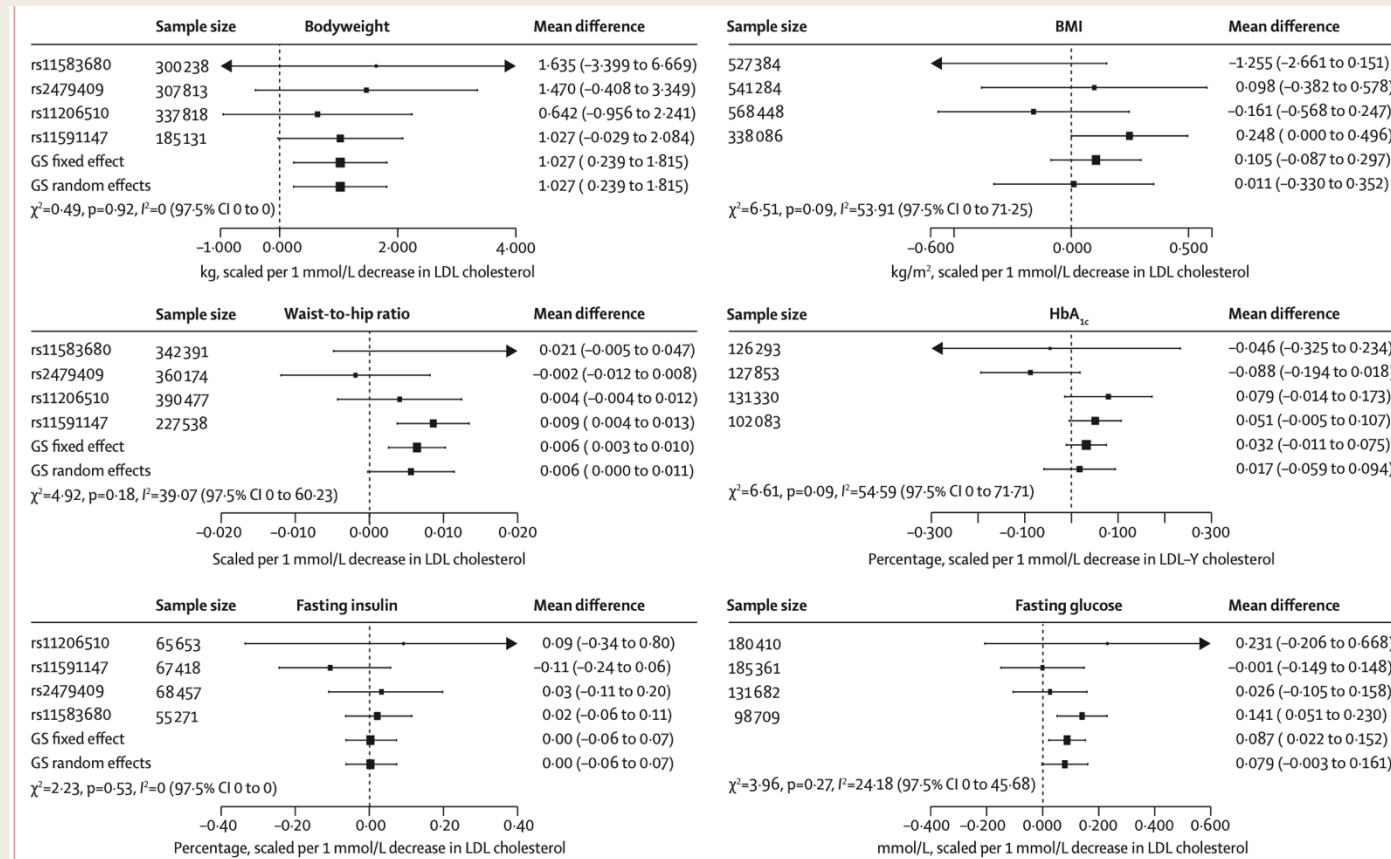 Sample size Bodyweight Mean difference
rs11583680 300238 1·635 (–3·399 to 6·669)
rs2479409 307813 1·470 (–0·408 to 3·349)
rs11206510 337818 0·642 (–0·956 to 2·241)
rs11591147 185131 1·027 (–0·029 to 2·084)
GS fixed effect 1·027 ( 0·239 to 1·815)
GS random effects 1·027 ( 0·239 to 1·815)
χ²=0·49, p=0·92, I²=0 (97·5% CI 0 to 0)
–1·000 0·000 2·000 4·000
kg, scaled per 1 mmol/L decrease in LDL cholesterol
Sample size BMI Mean difference
527384 –1·255 (–2·661 to 0·151)
541284 0·098 (–0·382 to 0·578)
568448 –0·161 (–0·568 to 0·247)
338086 0·248 ( 0·000 to 0·496)
0·105 (–0·087 to 0·297)
0·011 (–0·330 to 0·352)
χ²=6·51, p=0·09, I²=53·91 (97·5% CI 0 to 71·25)
–0·600 0·000 0·500
kg/m², scaled per 1 mmol/L decrease in LDL cholesterol
Sample size Waist-to-hip ratio Mean difference
rs11583680 342391 0·021 (–0·005 to 0·047)
rs2479409 360174 –0·002 (–0·012 to 0·008)
rs11206510 390477 0·004 (–0·004 to 0·012)
rs11591147 227538 0·009 ( 0·004 to 0·013)
GS fixed effect 0·006 ( 0·003 to 0·010)
GS random effects 0·006 ( 0·000 to 0·011)
χ²=4·92, p=0·18, I²=39·07 (97·5% CI 0 to 60·23)
–0·020 –0·010 0·000 0·010 0·020
Scaled per 1 mmol/L decrease in LDL cholesterol
Sample size HbA1c Mean difference
126293 –0·046 (–0·325 to 0·234)
127853 –0·088 (–0·194 to 0·018)
131330 0·079 (–0·014 to 0·173)
102083 0·051 (–0·005 to 0·107)
0·032 (–0·011 to 0·075)
0·017 (–0·059 to 0·094)
χ²=6·61, p=0·09, I²=54·59 (97·5% CI 0 to 71·71)
–0·300 –0·100 0·100 0·300
Percentage, scaled per 1 mmol/L decrease in LDL–Y cholesterol
Sample size Fasting insulin Mean difference
rs11206510 65653 0·09 (–0·34 to 0·80)
rs11591147 67418 –0·11 (–0·24 to 0·06)
rs2479409 68457 0·03 (–0·11 to 0·20)
rs11583680 55271 0·02 (–0·06 to 0·11)
GS fixed effect 0·00 (–0·06 to 0·07)
GS random effects 0·00 (–0·06 to 0·07)
χ²=2·23, p=0·53, I²=0 (97·5% CI 0 to 0)
–0·40 –0·20 0·00 0·20 0·40
Percentage, scaled per 1 mmol/L decrease in LDL cholesterol
Sample size Fasting glucose Mean difference
180410 0·231 (–0·206 to 0·668)
185361 –0·001 (–0·149 to 0·148)
131682 0·026 (–0·105 to 0·158)
98709 0·141 ( 0·051 to 0·230)
0·087 ( 0·022 to 0·152)
0·079 (–0·003 to 0·161)
χ²=3·96, p=0·27, I²=24·18 (97·5% CI 0 to 45·68)
–0·400 –0·200 0·000 0·200 0·400 0·600
mmol/L, scaled per 1 mmol/L decrease in LDL cholesterol